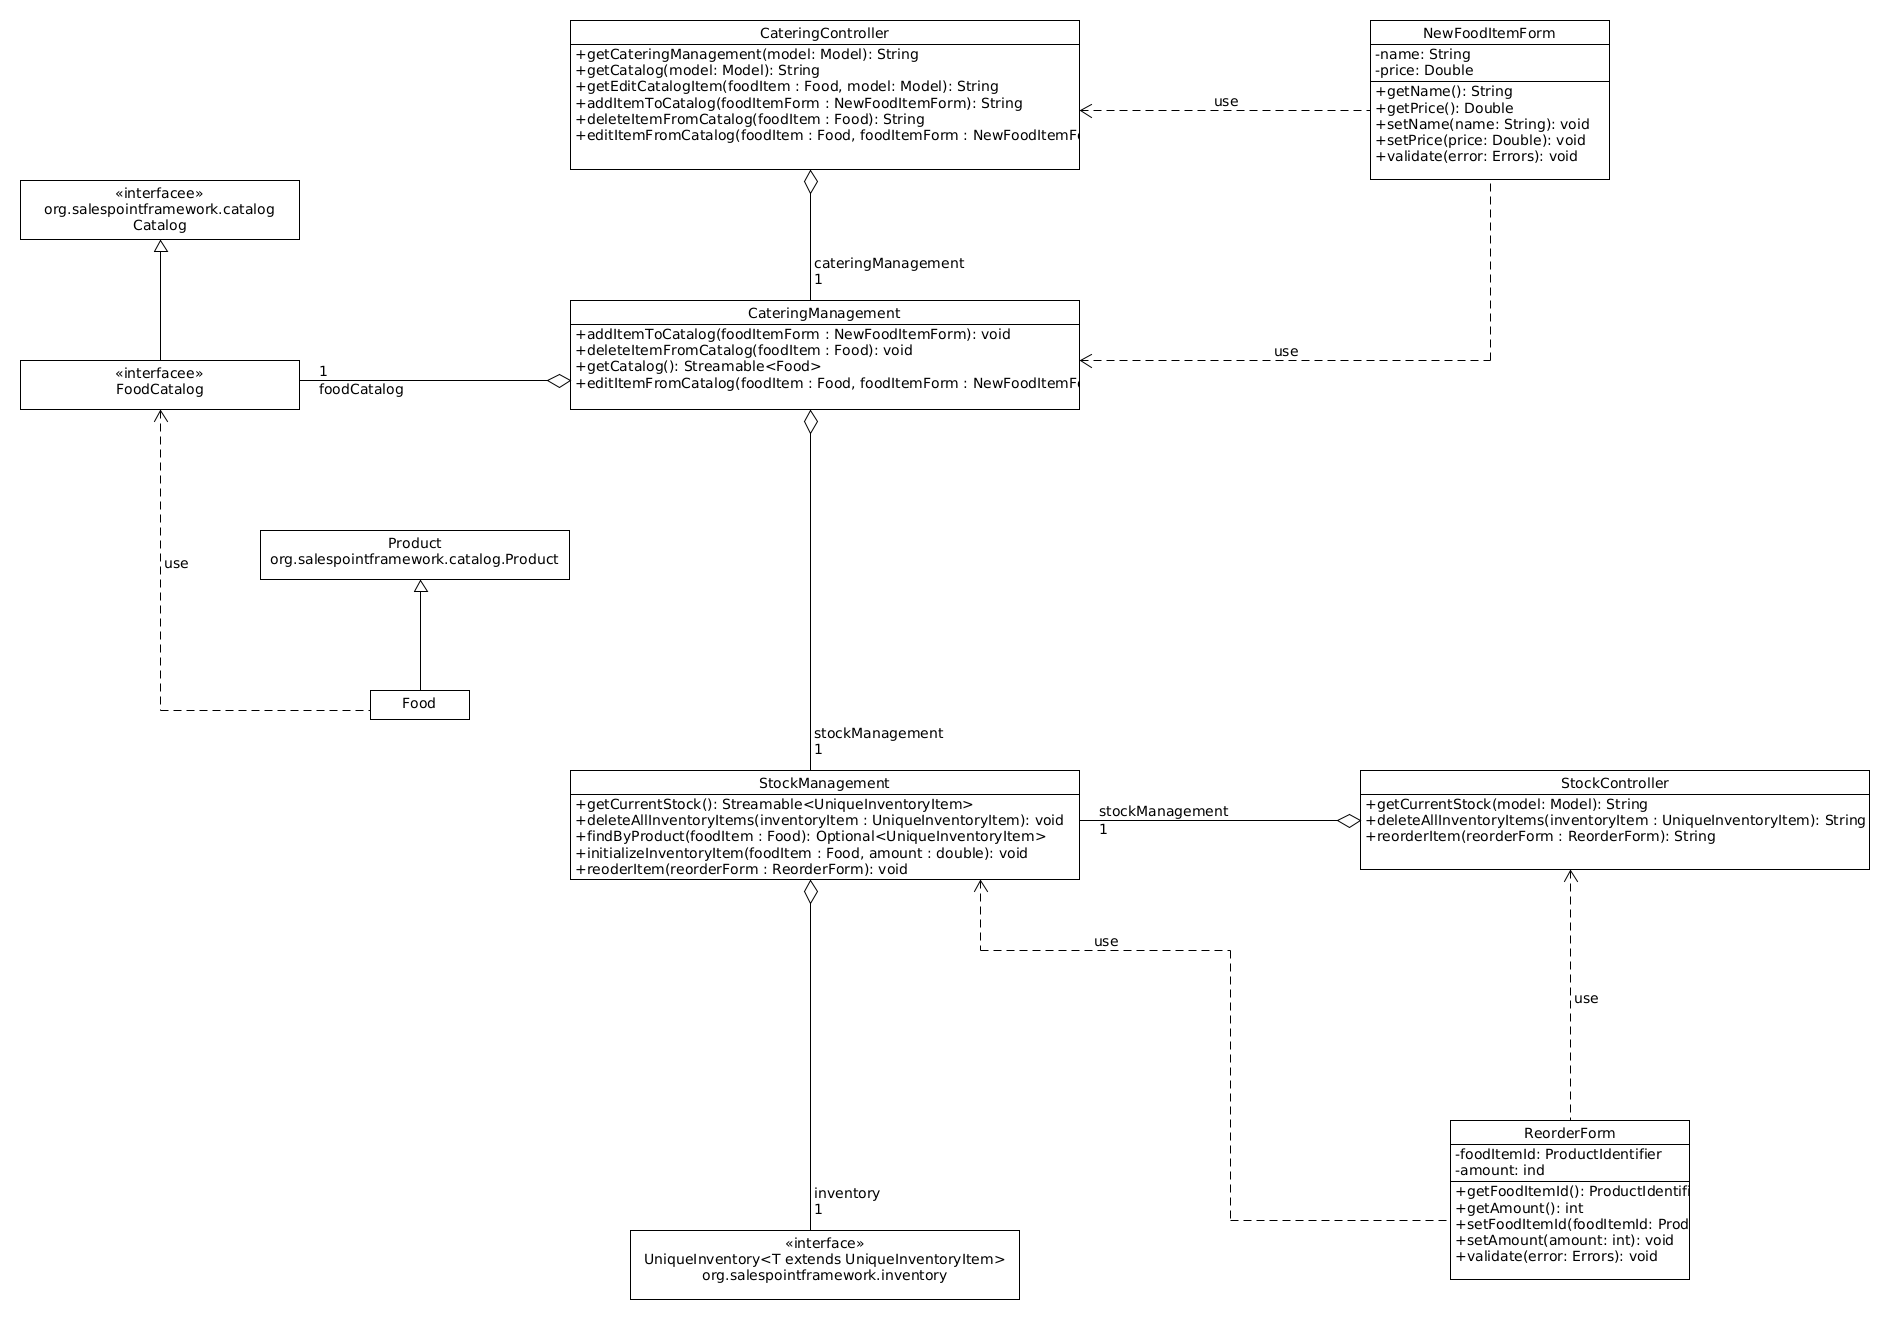 CateringController
+getCateringManagement(model: Model): String
+getCatalog(model: Model): String
+getEditCatalogItem(foodItem : Food, model: Model): String
+addItemToCatalog(foodItemForm : NewFoodItemForm): String
+deleteItemFromCatalog(foodItem : Food): String
+editItemFromCatalog(foodItem : Food, foodItemForm : NewFoodItemF
NewFoodItemForm
-name: String
-price: Double
+getName(): String
+getPrice(): Double
+setName(name: String): void
+setPrice(price: Double): void
+validate(error: Errors): void
use
«interfacee»
org.salespointframework.catalog
Catalog
cateringManagement
1
CateringManagement
+addItemToCatalog(foodItemForm : NewFoodItemForm): void
+deleteItemFromCatalog(foodItem : Food): void
+getCatalog(): Streamable<Food>
+editItemFromCatalog(foodItem : Food, foodItemForm : NewFoodItemF
use
«interfacee»
FoodCatalog
1
foodCatalog
use
Product
org.salespointframework.catalog.Product
Food
stockManagement
1
StockManagement
+getCurrentStock(): Streamable<UniqueInventoryItem>
+deleteAllInventoryItems(inventoryItem : UniqueInventoryItem): void
+findByProduct(foodItem : Food): Optional<UniqueInventoryItem>
+initializeInventoryItem(foodItem : Food, amount : double): void
+reoderItem(reorderForm : ReorderForm): void
stockManagement
1
StockController
+getCurrentStock(model: Model): String
+deleteAllInventoryItems(inventoryItem : UniqueInventoryItem): String
+reorderItem(reorderForm : ReorderForm): String
use
use
ReorderForm
-foodItemId: ProductIdentifier
-amount: ind
+getFoodItemId(): ProductIdentifi
+getAmount(): int
+setFoodItemId(foodItemId: Prod
+setAmount(amount: int): void
+validate(error: Errors): void
inventory
1
«interface»
UniqueInventory<T extends UniqueInventoryItem>
org.salespointframework.inventory